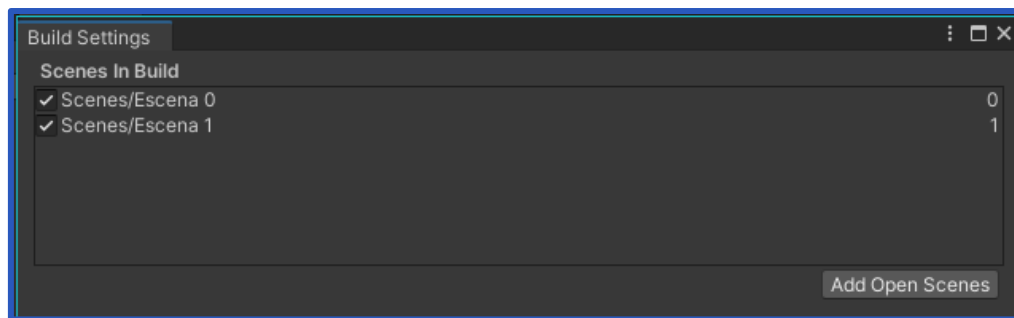 Build Settings
Scenes In Build
Scenes/Escena 0 0
Scenes/Escena 1 1
Add Open Scenes